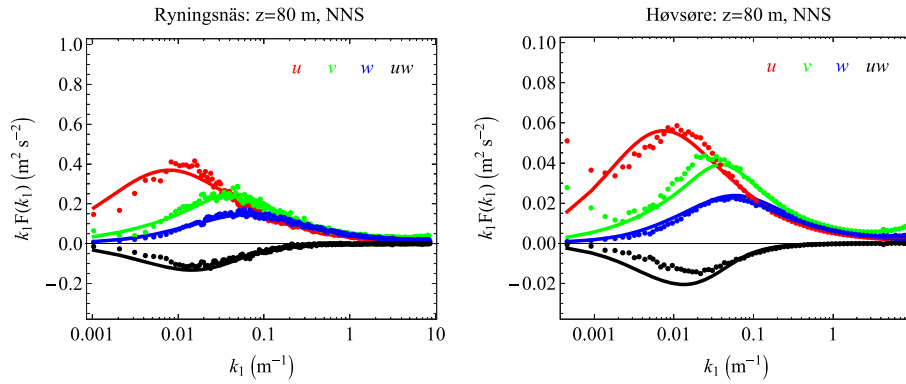 Ryningsnäs: z=80 m, NNS
1.0
0.8
0.6
0.4
0.2
0.0
−0.2
u v w uw
k₁F(k₁) (m² s⁻²)
0.001 0.01 0.1 1 10
k₁ (m⁻¹)
Høvsøre: z=80 m, NNS
0.10
0.08
0.06
0.04
0.02
0.00
−0.02
u v w uw
k₁F(k₁) (m² s⁻²)
0.001 0.01 0.1 1
k₁ (m⁻¹)